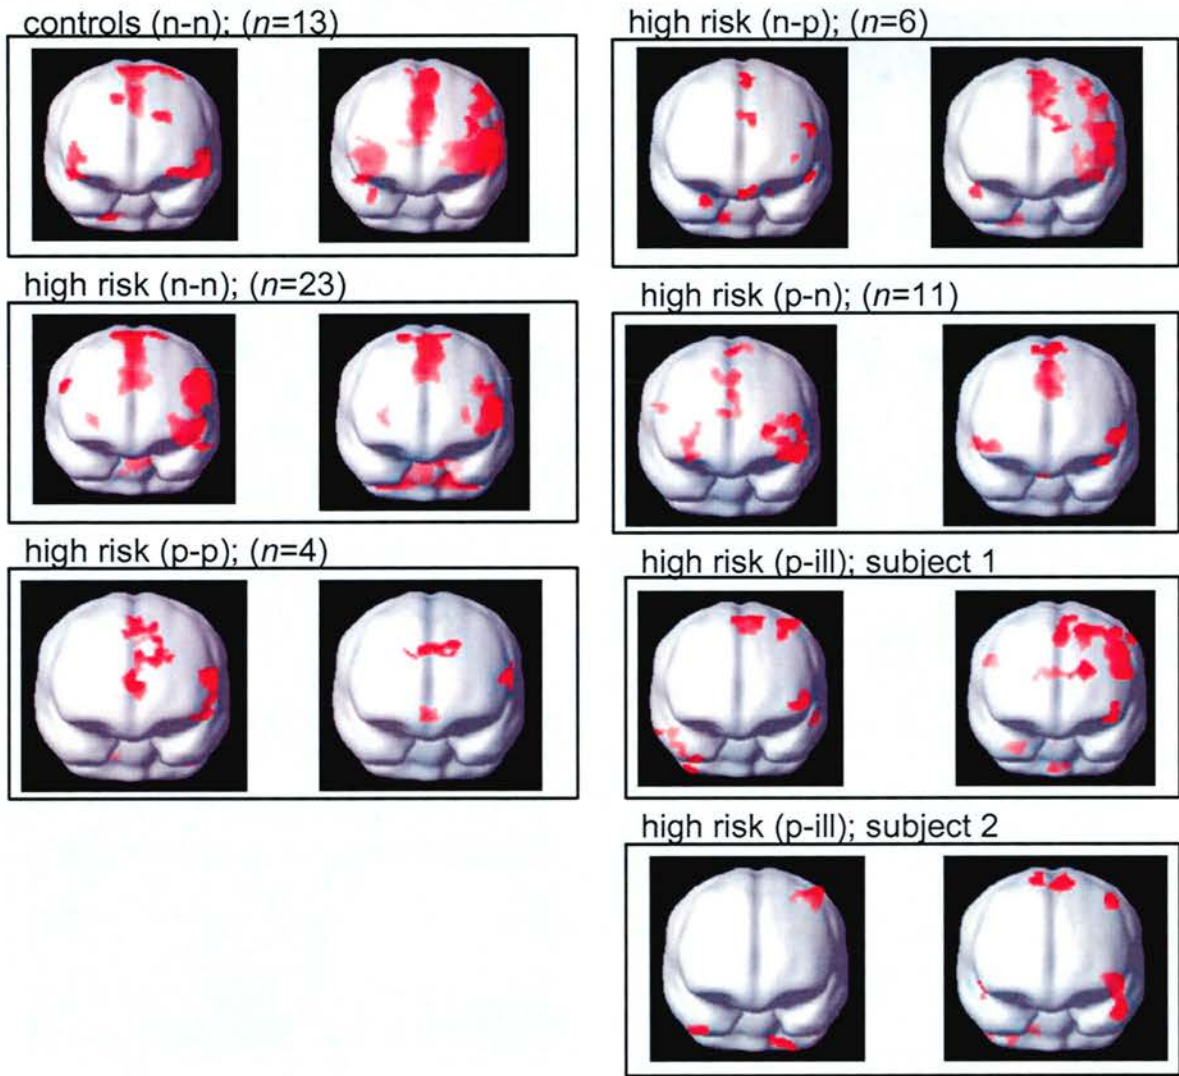 controls (n-n); (n=13)
high risk (n-p); (n=6)
high risk (n-n); (n=23)
high risk (p-n); (n=11)
high risk (p-p); (n=4)
high risk (p-ill); subject 1
high risk (p-ill); subject 2